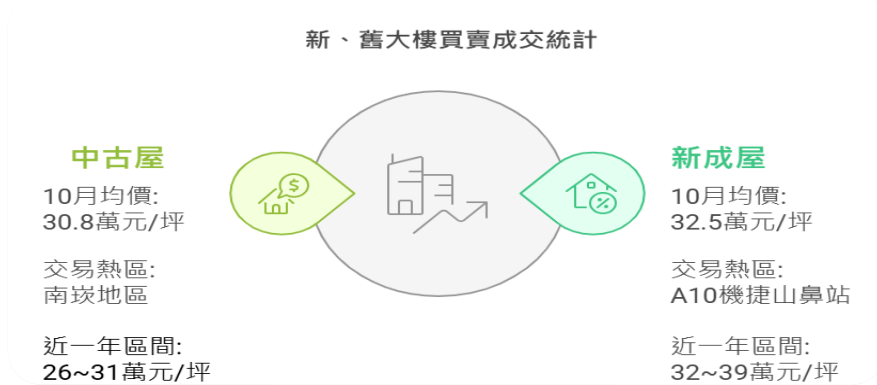 新、舊大樓買賣成交統計
中古屋
10月均價:
30.8萬元/坪
交易熱區:
南崁地區
近一年區間:
26~31萬元/坪
$
%
新成屋
10月均價:
32.5萬元/坪
交易熱區:
A10機捷山鼻站
近一年區間:
32~39萬元/坪